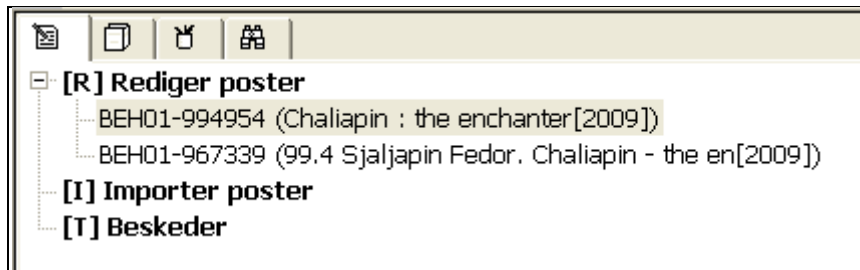 [R] Rediger poster
BEH01-994954 (Chaliapin : the enchanter[2009])
BEH01-967339 (99.4 Sjaljapin Fedor. Chaliapin - the en[2009])
[I] Importer poster
[T] Beskeder